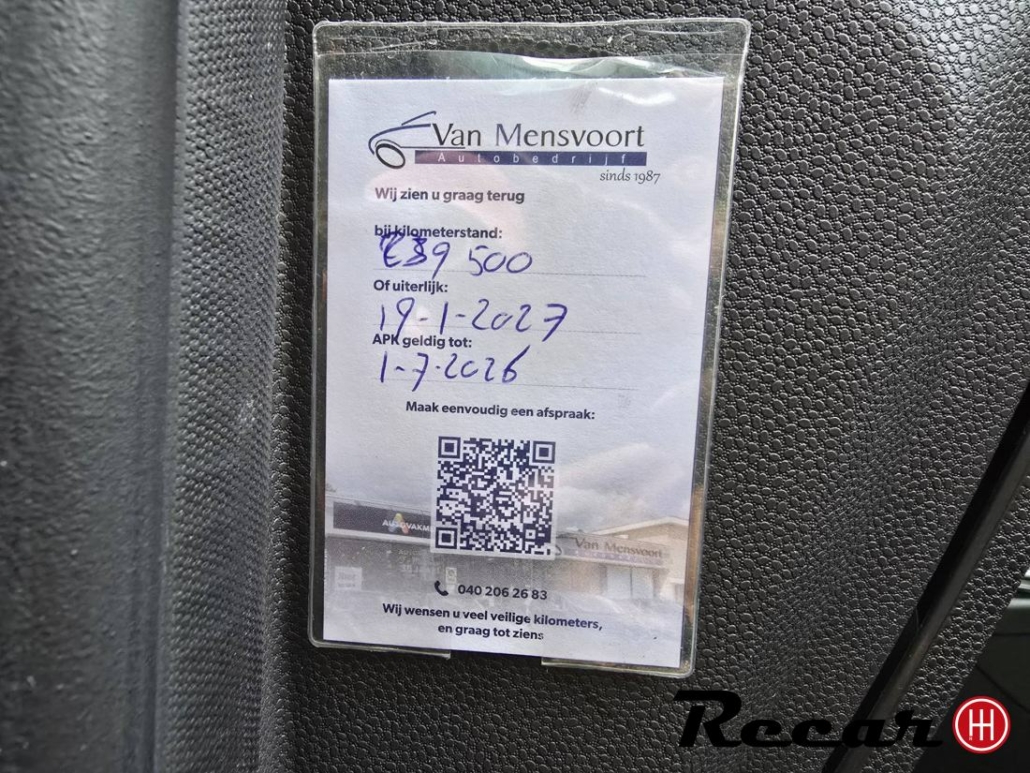 Van Mensvoort
Autobedrijf
sinds 1987
Wij zien u graag terug
bij kilometerstand:
239 500
Of uiterlijk:
19-1-2027
APK geldig tot:
1-7-2026
Maak eenvoudig een afspraak:
Van Mensvoort
040 206 26 83
Wij wensen u veel veilige kilometers,
en graag tot ziens
Recar